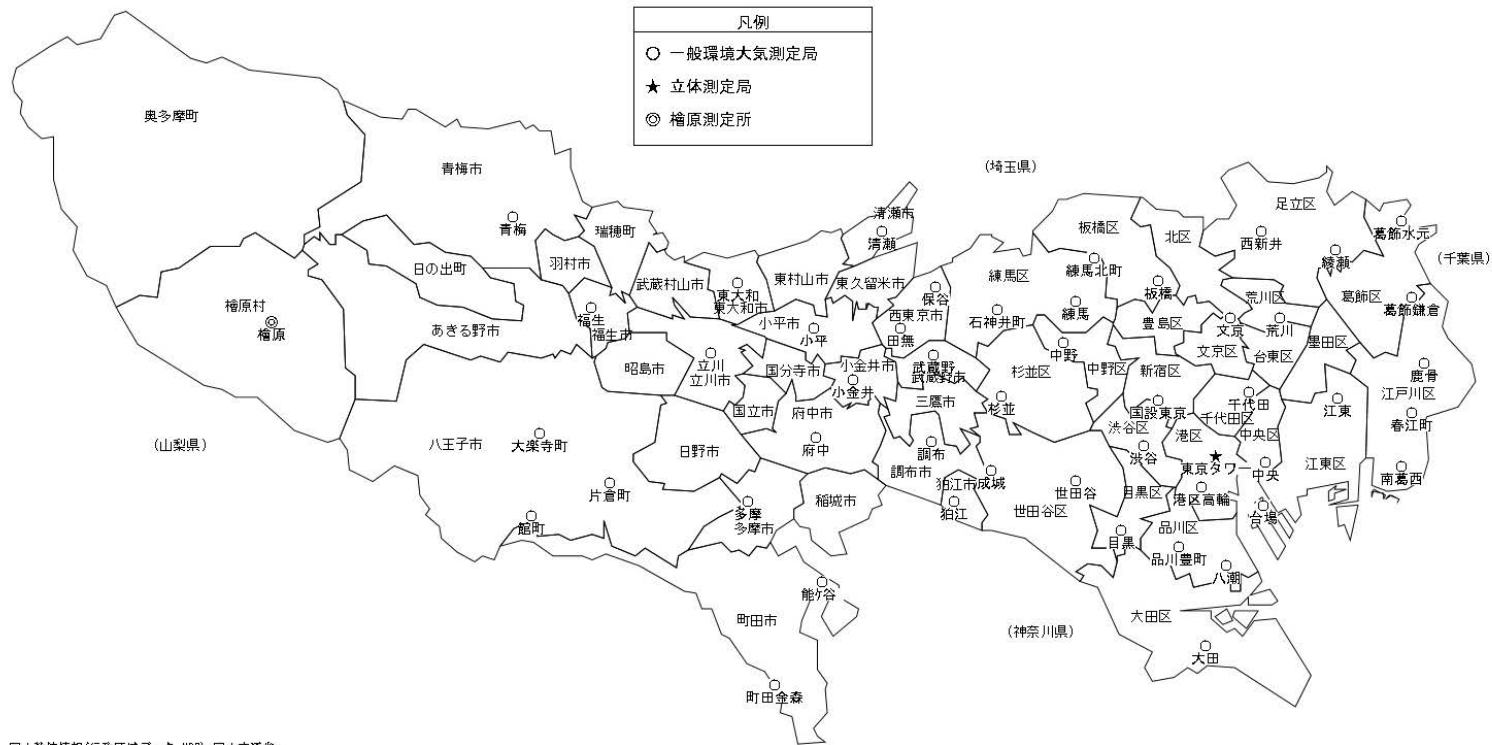 凡例
一般環境大気測定局
立体測定局
檜原測定所
奥多摩町
(埼玉県)
青梅市
青梅
瑞穂町
清瀬市
清瀬
板橋区
北区
足立区
西新井
葛飾水元
綾瀬
(千葉県)
羽村市
日の出町
武蔵村山市
東大和
東大和市
東村山市
東久留米市
保谷
西東京市
田無
練馬区
練馬北町
練馬
石神井町
板橋
豊島区
荒川区
荒川
文京
文京区
台東区
墨田区
葛飾区
葛飾鎌倉
檜原村
檜原
あきる野市
福生
福生市
昭島市
立川
立川市
小平市
小平
国分寺市
小金井市
小金井
武蔵野
武蔵野市
三鷹市
杉並区
杉並
中野
中野区
新宿区
国設東京
千代田
千代田区
中央区
江東
鹿骨
江戸川区
春江町
南葛西
江東区
(山梨県)
八王子市
大楽寺町
片倉町
館町
日野市
国立市
府中市
府中
調布
調布市
狛江市
狛江
成城
世田谷
世田谷区
渋谷区
渋谷
港区
東京タワー
中央
港区高輪
台場
目黒区
目黒
品川区
品川豊町
八潮
多摩
多摩市
稲城市
能ケ谷
町田市
町田金森
(神奈川県)
大田区
大田